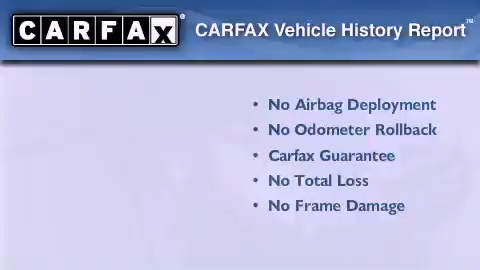 CARFAX® CARFAX Vehicle History Report™
• No Airbag Deployment
• No Odometer Rollback
• Carfax Guarantee
• No Total Loss
• No Frame Damage